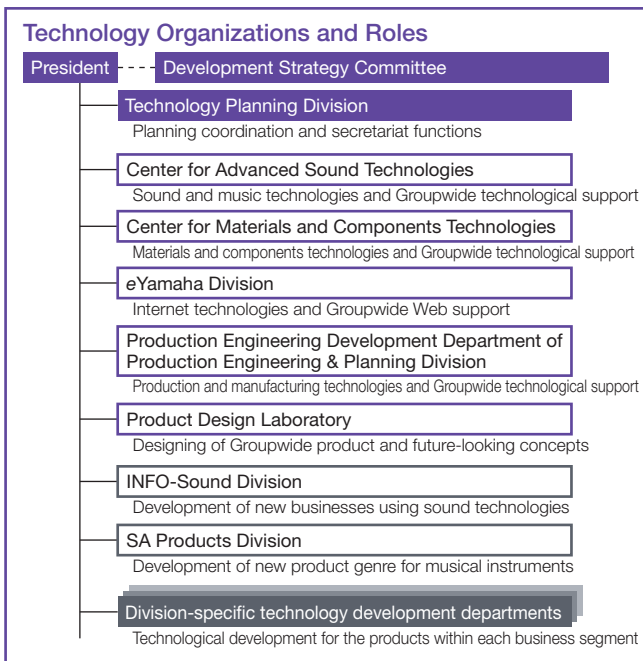 Technology Organizations and Roles
President
Development Strategy Committee
Technology Planning Division
Planning coordination and secretariat functions
Center for Advanced Sound Technologies
Sound and music technologies and Groupwide technological support
Center for Materials and Components Technologies
Materials and components technologies and Groupwide technological support
eYamaha Division
Internet technologies and Groupwide Web support
Production Engineering Development Department of
Production Engineering & Planning Division
Production and manufacturing technologies and Groupwide technological support
Product Design Laboratory
Designing of Groupwide product and future-looking concepts
INFO-Sound Division
Development of new businesses using sound technologies
SA Products Division
Development of new product genre for musical instruments
Division-specific technology development departments
Technological development for the products within each business segment